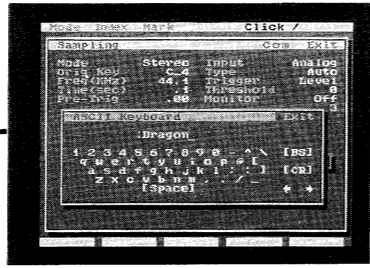 Mode Index Mark Click /
Sampling Com Exit
Mode Stereo Input Analog
Orig Key C_4 Type Auto
Freq(KHz) 44.1 Trigger Level
Time(sec) .1 Threshold 0
Pre-Trig .00 Monitor Off
3
ASCII Keyboard Exit
:Dragon_
1 2 3 4 5 6 7 8 9 0 - ^ \ [BS]
q w e r t y u i o p @ [
a s d f g h j k l ; : ] [CR]
z x c v b n m , . / _
[Space]